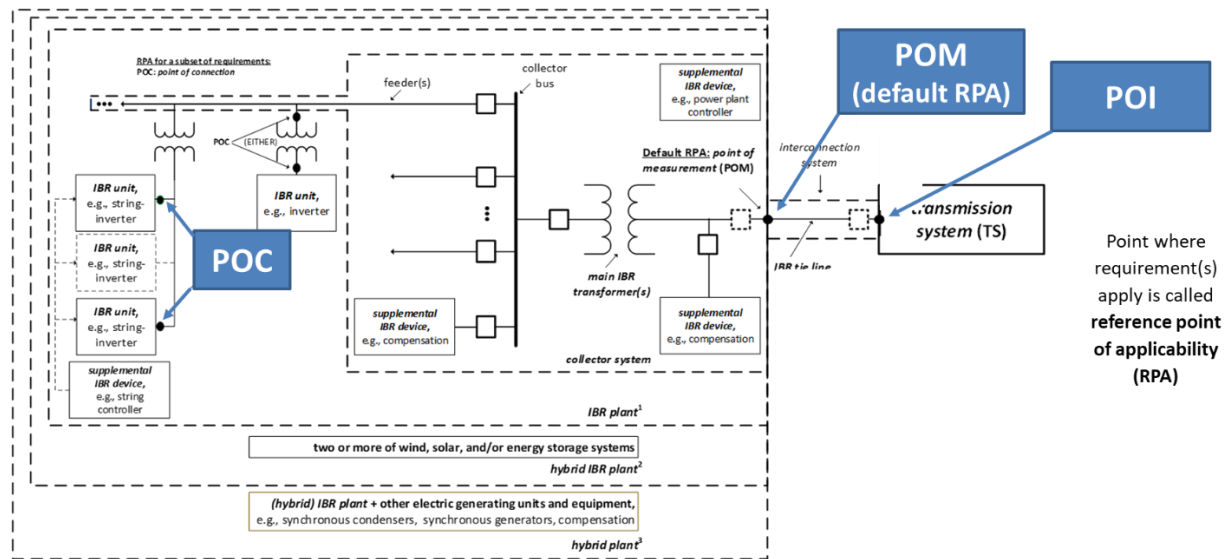 RPA for a subset of requirements:
POC: point of connection
feeder(s)
collector
bus
supplemental
IBR device,
e.g., power plant
controller
POM
(default RPA)
POI
POC
(EITHER)
IBR unit,
e.g., string-
inverter
IBR unit,
e.g., inverter
e.g., string-
inverter
IBR unit,
e.g., string-
inverter
supplemental
IBR device,
e.g., string
controller
POC
Default RPA: point of
measurement (POM)
interconnection
system
transmission
system (TS)
IBR tie line
main IBR
transformer(s)
supplemental
IBR device,
e.g., compensation
supplemental
IBR device,
e.g., compensation
collector system
IBR plant1
two or more of wind, solar, and/or energy storage systems
hybrid IBR plant2
(hybrid) IBR plant + other electric generating units and equipment,
e.g., synchronous condensers, synchronous generators, compensation
hybrid plant3
Point where
requirement(s)
apply is called
reference point
of applicability
(RPA)